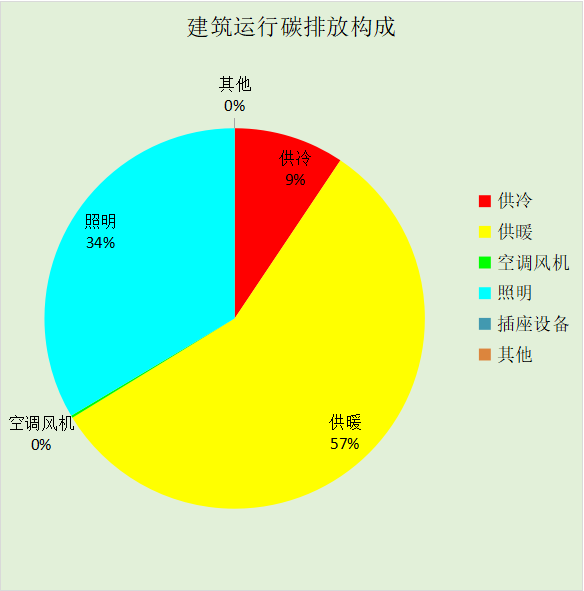 建筑运行碳排放构成
其他
0%
供冷
9%
照明
34%
供暖
57%
空调风机
0%
供冷
供暖
空调风机
照明
插座设备
其他